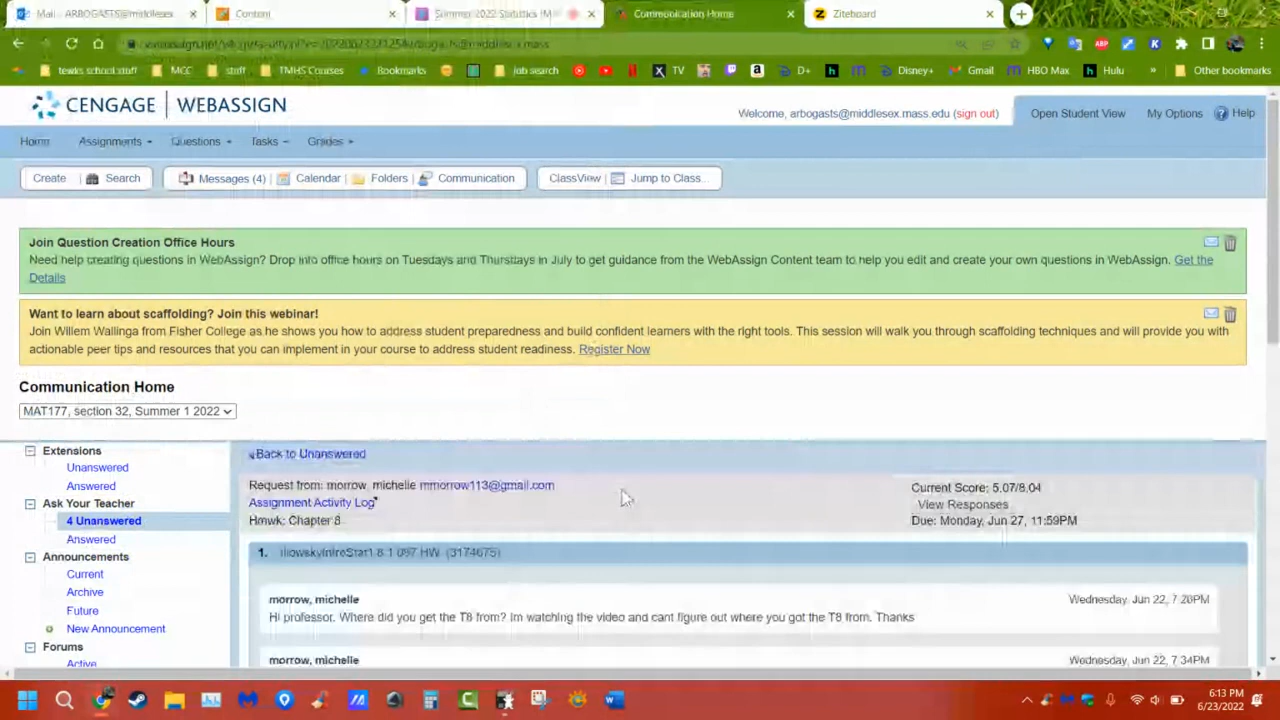 Mail - ARBOGASTS@middlesex
Content
Summer 2022 Statistics (M
Communication Home
Ziteboard
tewks school stuff
MCC
staff
TMHS Courses
Bookmarks
job search
TV
D+
Disney+
Gmail
HBO Max
Hulu
»
Other bookmarks
CENGAGE | WEBASSIGN
Welcome, arbogasts@middlesex.mass.edu (sign out)
Open Student View
My Options
Help
Home
Assignments
Questions
Tasks
Grades
Create
Search
Messages (4)
Calendar
Folders
Communication
ClassView
Jump to Class...
Join Question Creation Office Hours
Need help creating questions in WebAssign? Drop into office hours on Tuesdays and Thursdays in July to get guidance from the WebAssign Content team to help you edit and create your own questions in WebAssign. Get the
Details
Want to learn about scaffolding? Join this webinar!
Join Willem Wallinga from Fisher College as he shows you how to address student preparedness and build confident learners with the right tools. This session will walk you through scaffolding techniques and will provide you with
actionable peer tips and resources that you can implement in your course to address student readiness. Register Now
Communication Home
MAT177, section 32, Summer 1 2022
Extensions
Unanswered
Answered
Ask Your Teacher
4 Unanswered
Answered
Announcements
Current
Archive
Future
New Announcement
Forums
Active
Back to Unanswered
Request from: morrow, michelle mmorrow113@gmail.com
Assignment Activity Log
Hmwk: Chapter 8
Current Score: 5.07/8.04
View Responses
Due: Monday, Jun 27, 11:59PM
1. IllowskyIntroStat1 8.1.097.HW. (3174675)
morrow, michelle
Wednesday, Jun 22, 7:20PM
Hi professor. Where did you get the T8 from? Im watching the video and cant figure out where you got the T8 from. Thanks
morrow, michelle
Wednesday, Jun 22, 7:34PM
6:13 PM
6/23/2022